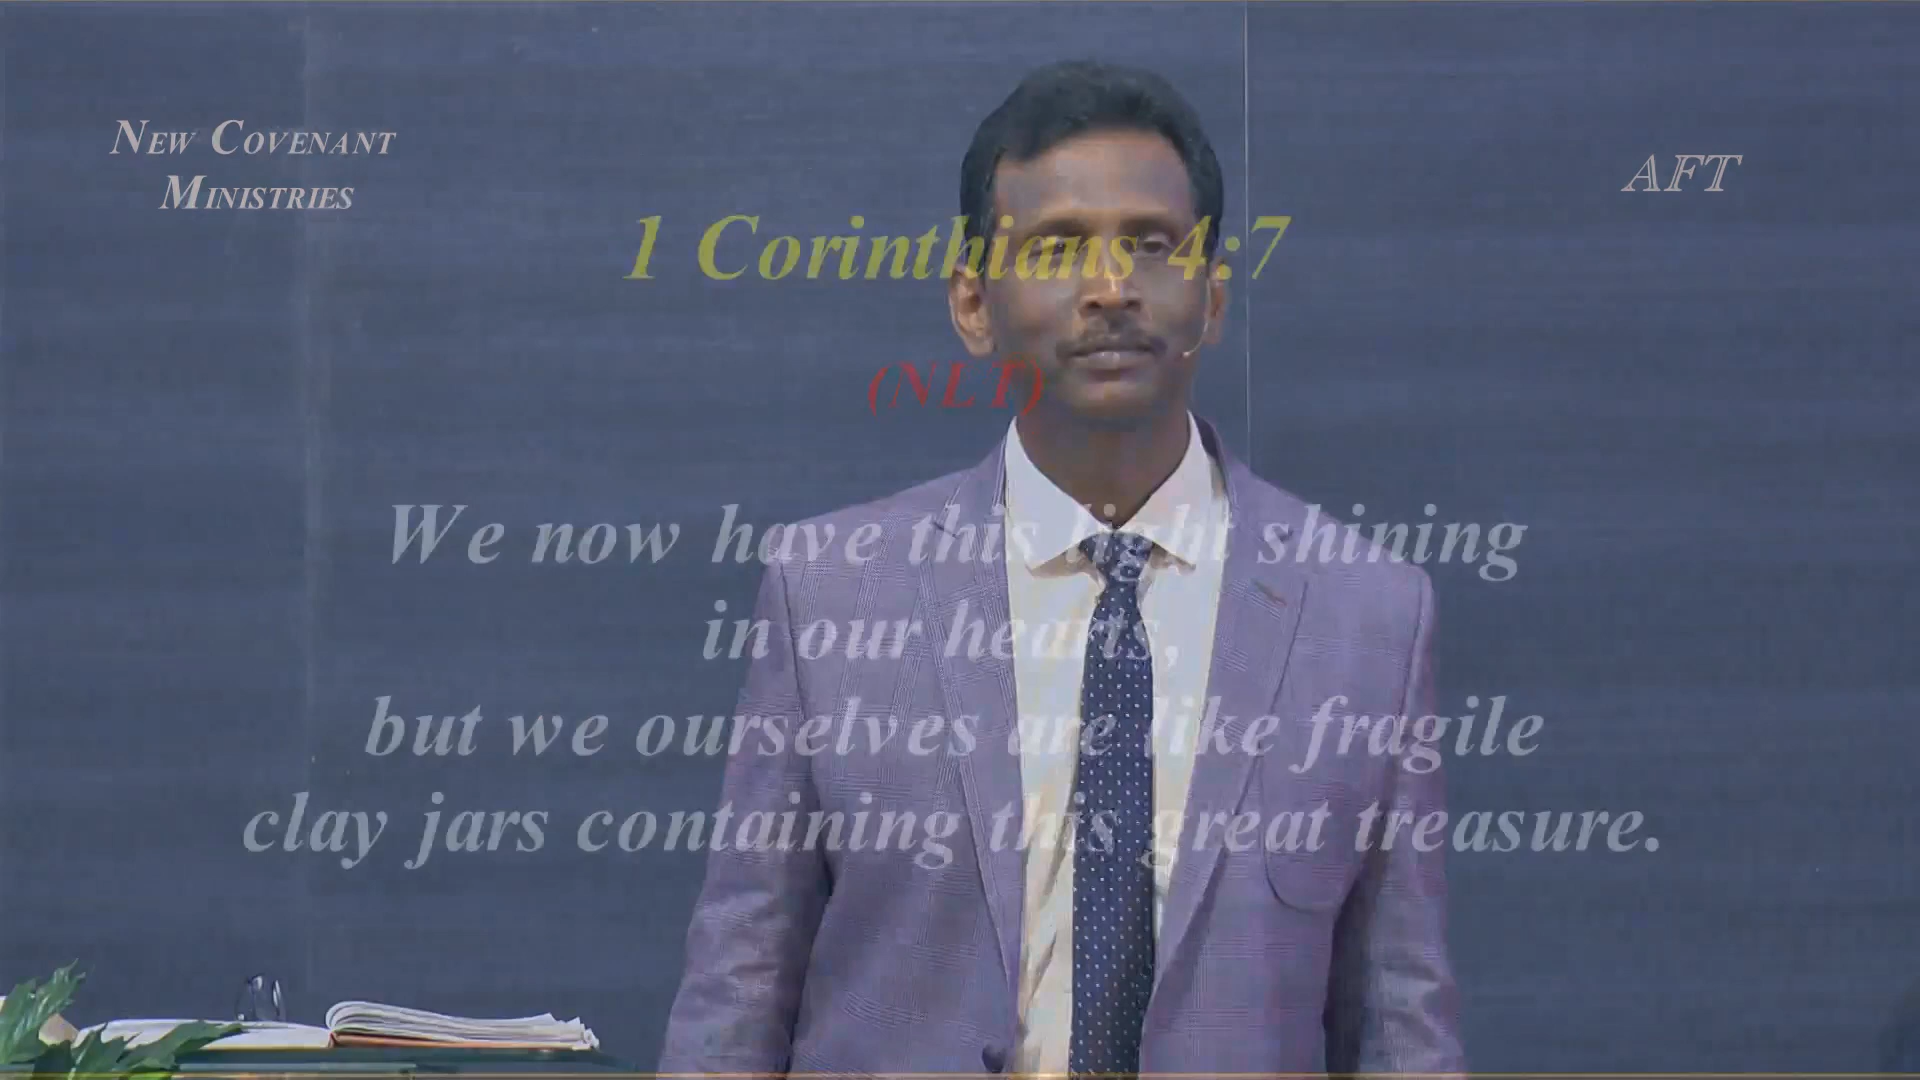 New Covenant
Ministries
AFT
1 Corinthians 4:7
(NLT)
We now have this light shining
in our hearts,
but we ourselves are like fragile
clay jars containing this great treasure.